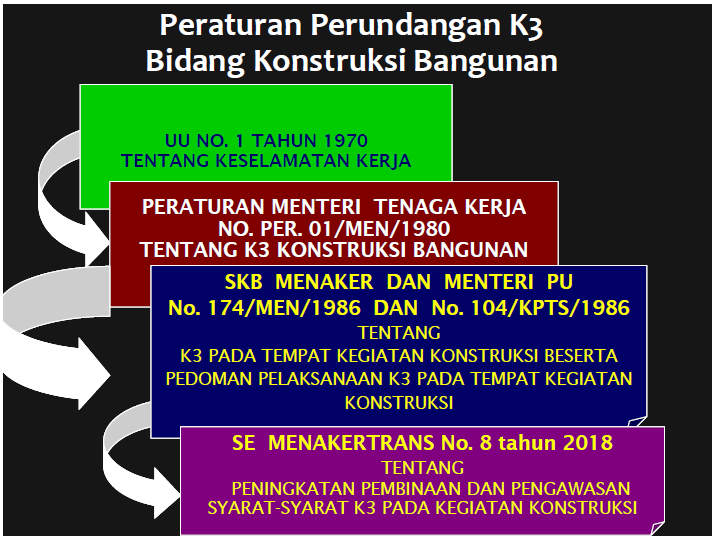 Peraturan Perundangan K3
Bidang Konstruksi Bangunan
UU NO. 1 TAHUN 1970
TENTANG KESELAMATAN KERJA
PERATURAN MENTERI TENAGA KERJA
NO. PER. 01/MEN/1980
TENTANG K3 KONSTRUKSI BANGUNAN
SKB MENAKER DAN MENTERI PU
No. 174/MEN/1986 DAN No. 104/KPTS/1986
TENTANG
K3 PADA TEMPAT KEGIATAN KONSTRUKSI BESERTA
PEDOMAN PELAKSANAAN K3 PADA TEMPAT KEGIATAN
KONSTRUKSI
SE MENAKERTRANS No. 8 tahun 2018
TENTANG
PENINGKATAN PEMBINAAN DAN PENGAWASAN
SYARAT-SYARAT K3 PADA KEGIATAN KONSTRUKSI